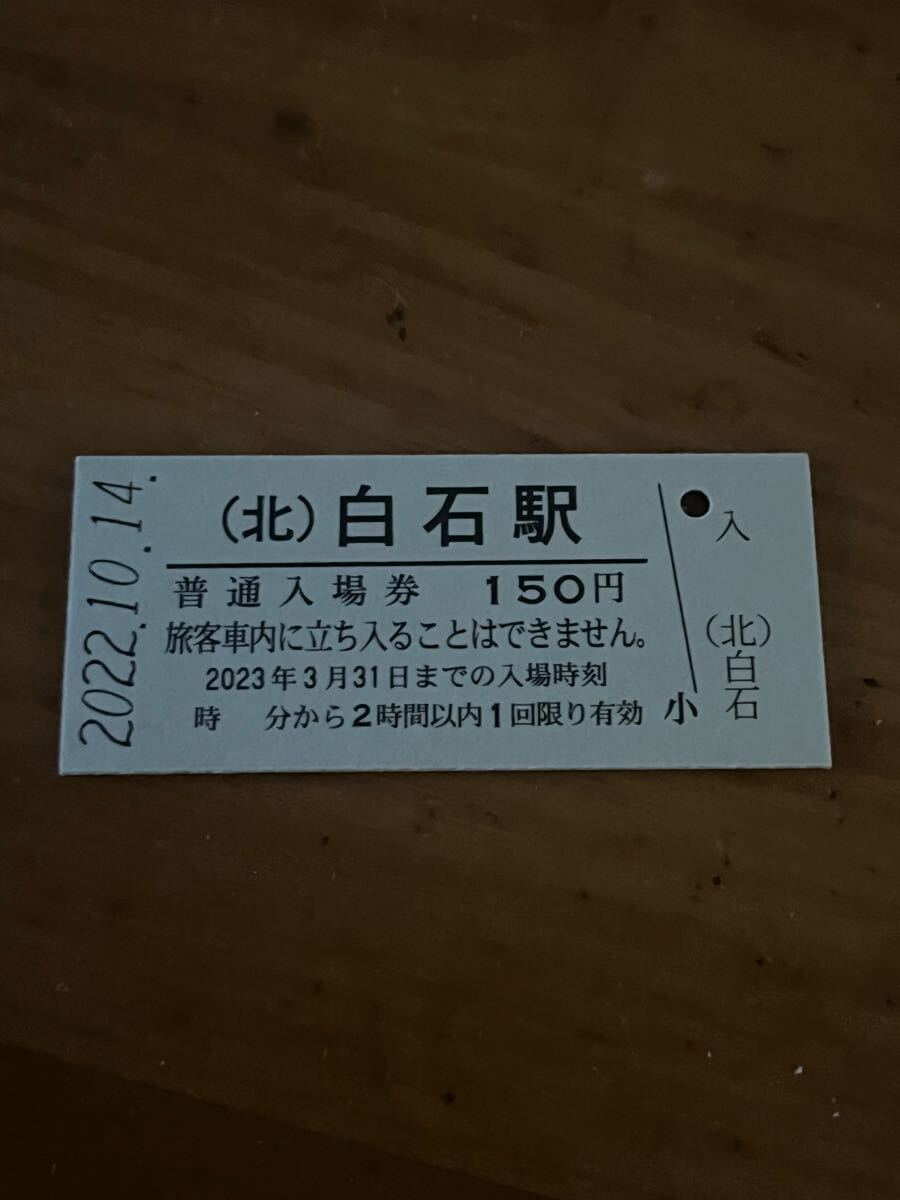 2022.10.14.
(北)白石駅
普通入場券 150円
旅客車内に立ち入ることはできません。
2023年3月31日までの入場時刻
時 分から2時間以内1回限り有効
小
入
(北)白石